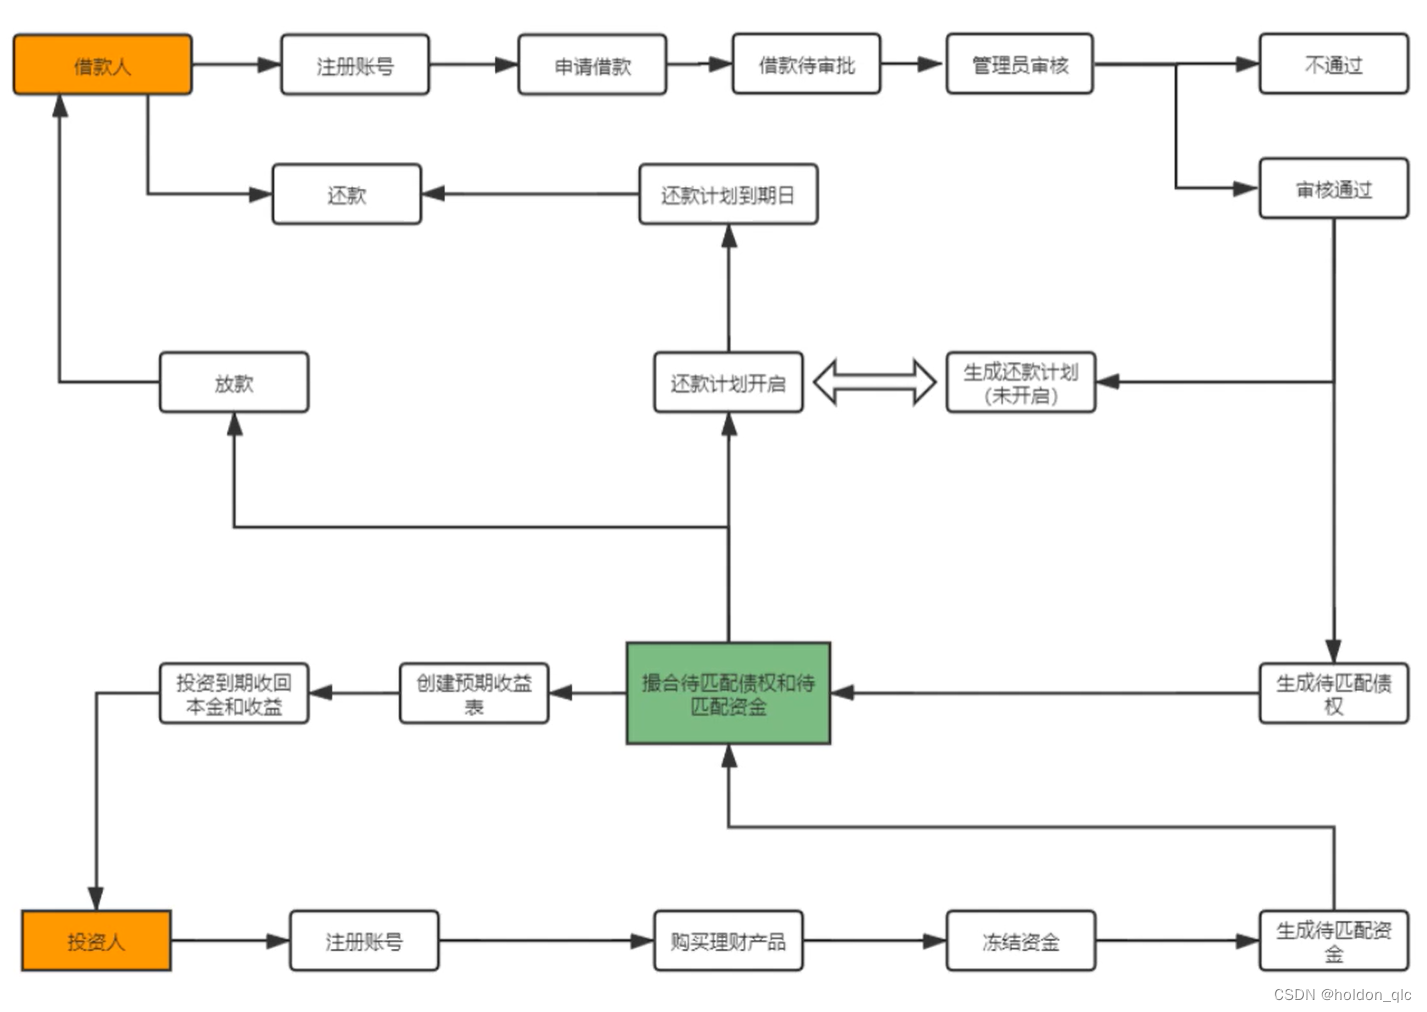 借款人
注册账号
申请借款
借款待审批
管理员审核
不通过
还款
还款计划到期日
审核通过
放款
还款计划开启
生成还款计划
（未开启）
投资到期收回
本金和收益
创建预期收益
表
撮合待匹配债权和待
匹配资金
生成待匹配债
权
投资人
注册账号
购买理财产品
冻结资金
生成待匹配资
金
CSDN @holdon_qlc